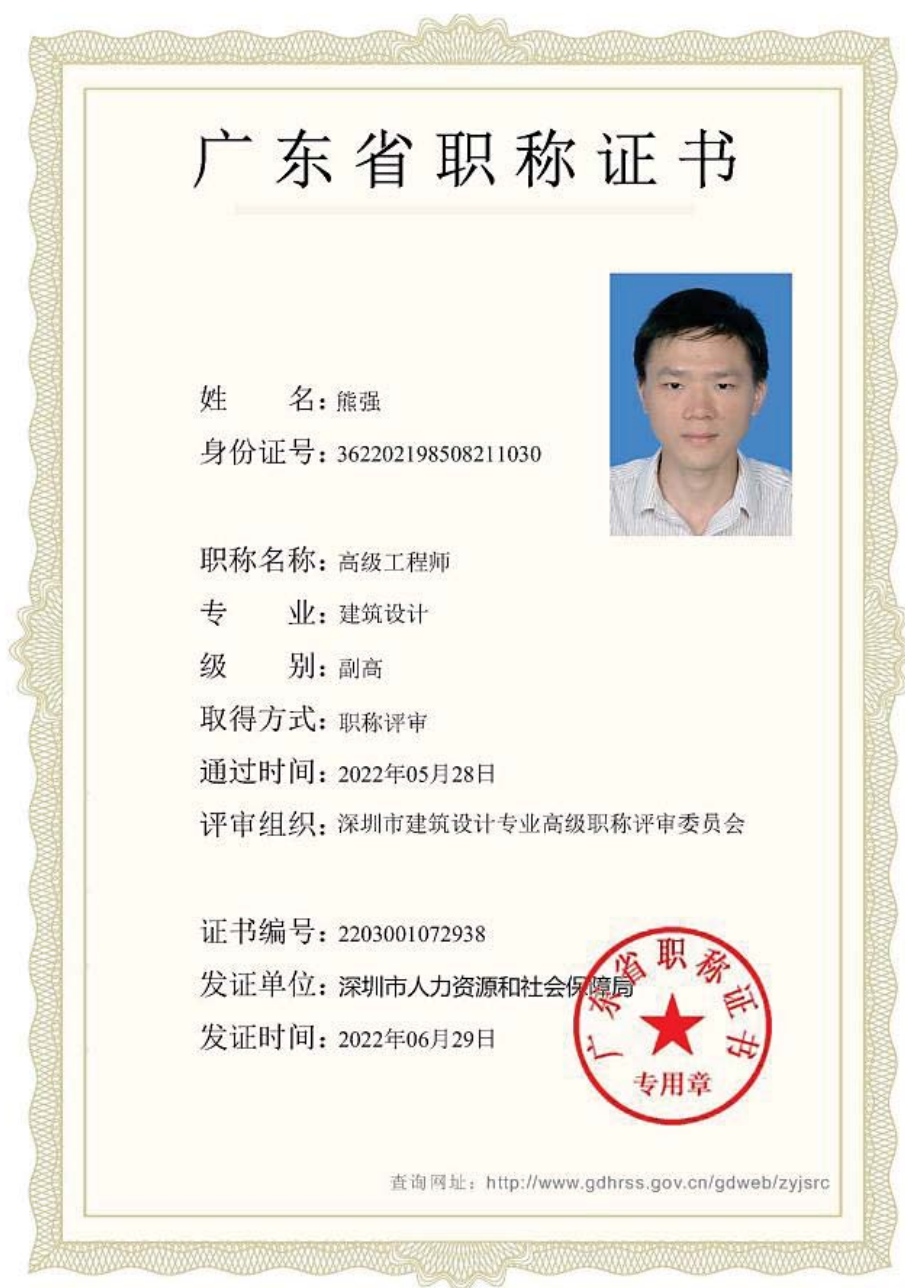 广东省职称证书
姓 名：熊强
身份证号：362202198508211030
职称名称：高级工程师
专 业：建筑设计
级 别：副高
取得方式：职称评审
通过时间：2022年05月28日
评审组织：深圳市建筑设计专业高级职称评审委员会
证书编号：2203001072938
发证单位：深圳市人力资源和社会保障局
发证时间：2022年06月29日
广东省职称证书
专用章
查询网址：http://www.gdhrss.gov.cn/gdweb/zyjsrc